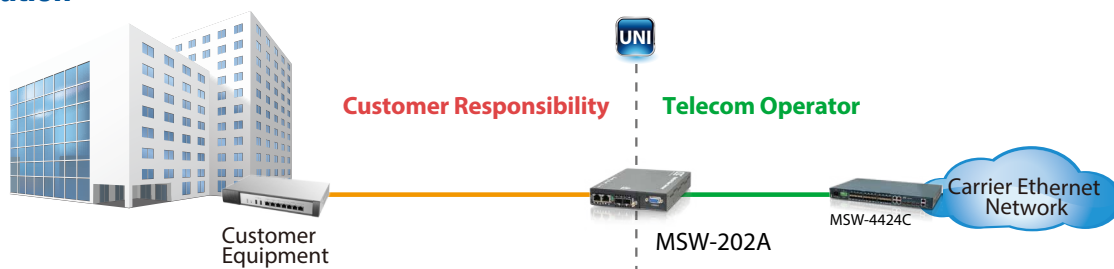 UNI
Customer Responsibility
Telecom Operator
Carrier Ethernet
Network
MSW-4424C
MSW-202A
Customer
Equipment